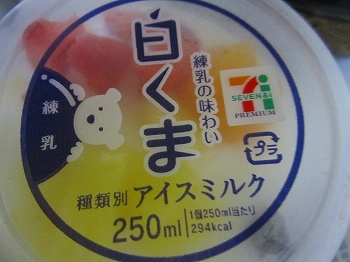 白くま
練乳の味わい
練乳
7i
SEVEN&i
PREMIUM
プラ
種類別 アイスミルク
250ml
1個250ml当たり
294kcal